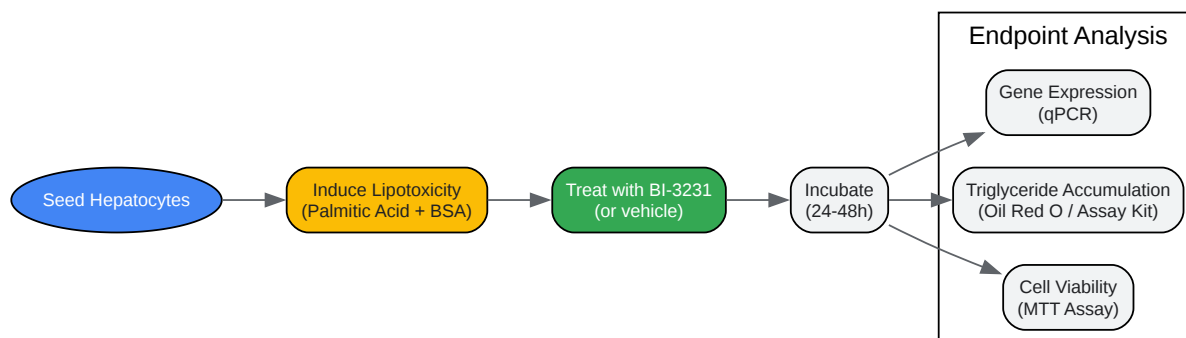 Endpoint Analysis
Gene Expression
(qPCR)
Seed Hepatocytes
Induce Lipotoxicity
(Palmitic Acid + BSA)
Treat with BI-3231
(or vehicle)
Incubate
(24-48h)
Triglyceride Accumulation
(Oil Red O / Assay Kit)
Cell Viability
(MTT Assay)